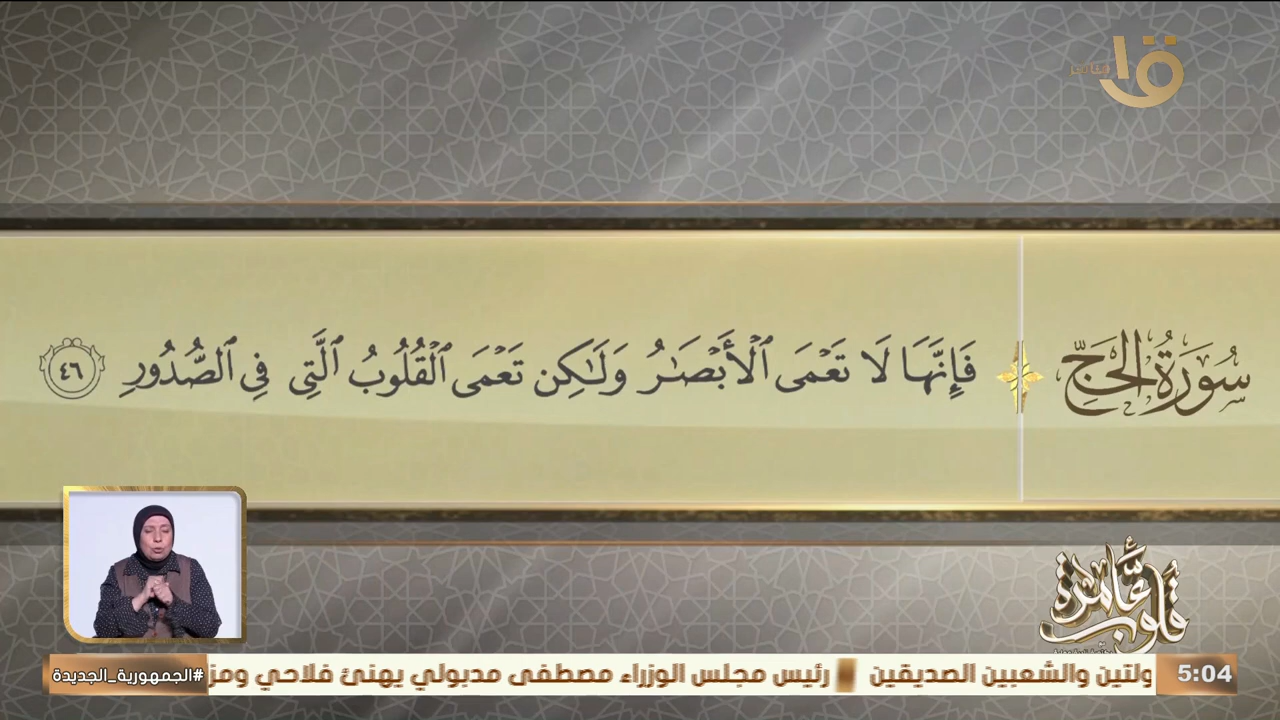 قناتنا
سُورَةُ الحَجِّ
فَإِنَّهَا لَا تَعْمَى ٱلْأَبْصَـٰرُ وَلَـٰكِن تَعْمَى ٱلْقُلُوبُ ٱلَّتِى فِى ٱلصُّدُورِ ٤٦
قلوب عامرة
5:04
ولتين والشعبين الصديقين رئيس مجلس الوزراء مصطفى مدبولي يهنئ فلاحي ومز
#الجمهورية_الجديدة